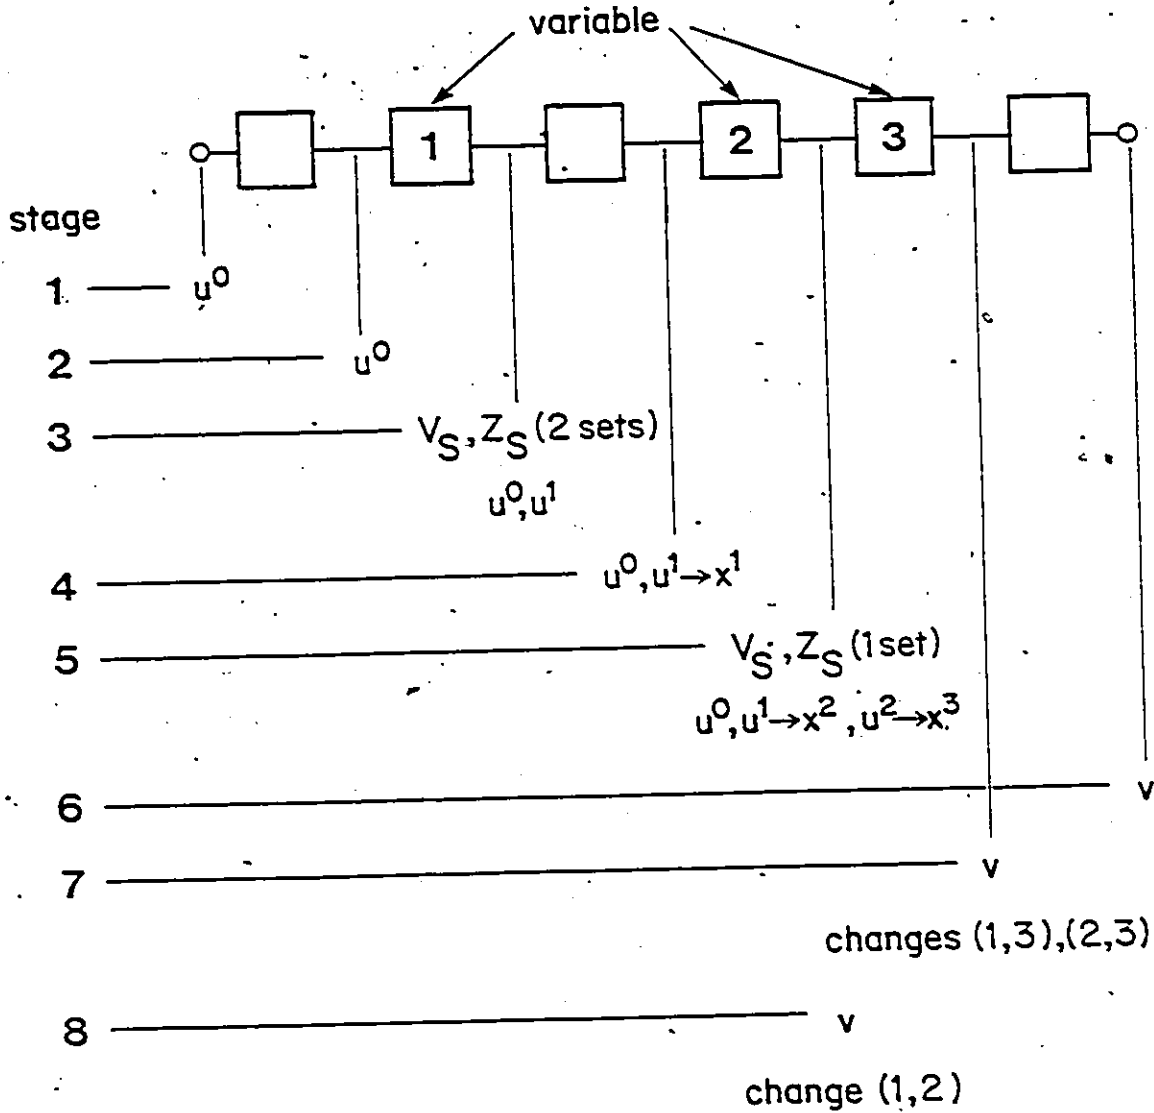 variable
1
2
3
stage
1 u⁰
2 u⁰
3 V_S, Z_S (2 sets)
u⁰, u¹
4 u⁰, u¹→x¹
5 V_S, Z_S (1 set)
u⁰, u¹→x², u²→x³
6 v
7 v
changes (1,3),(2,3)
8 v
change (1,2)